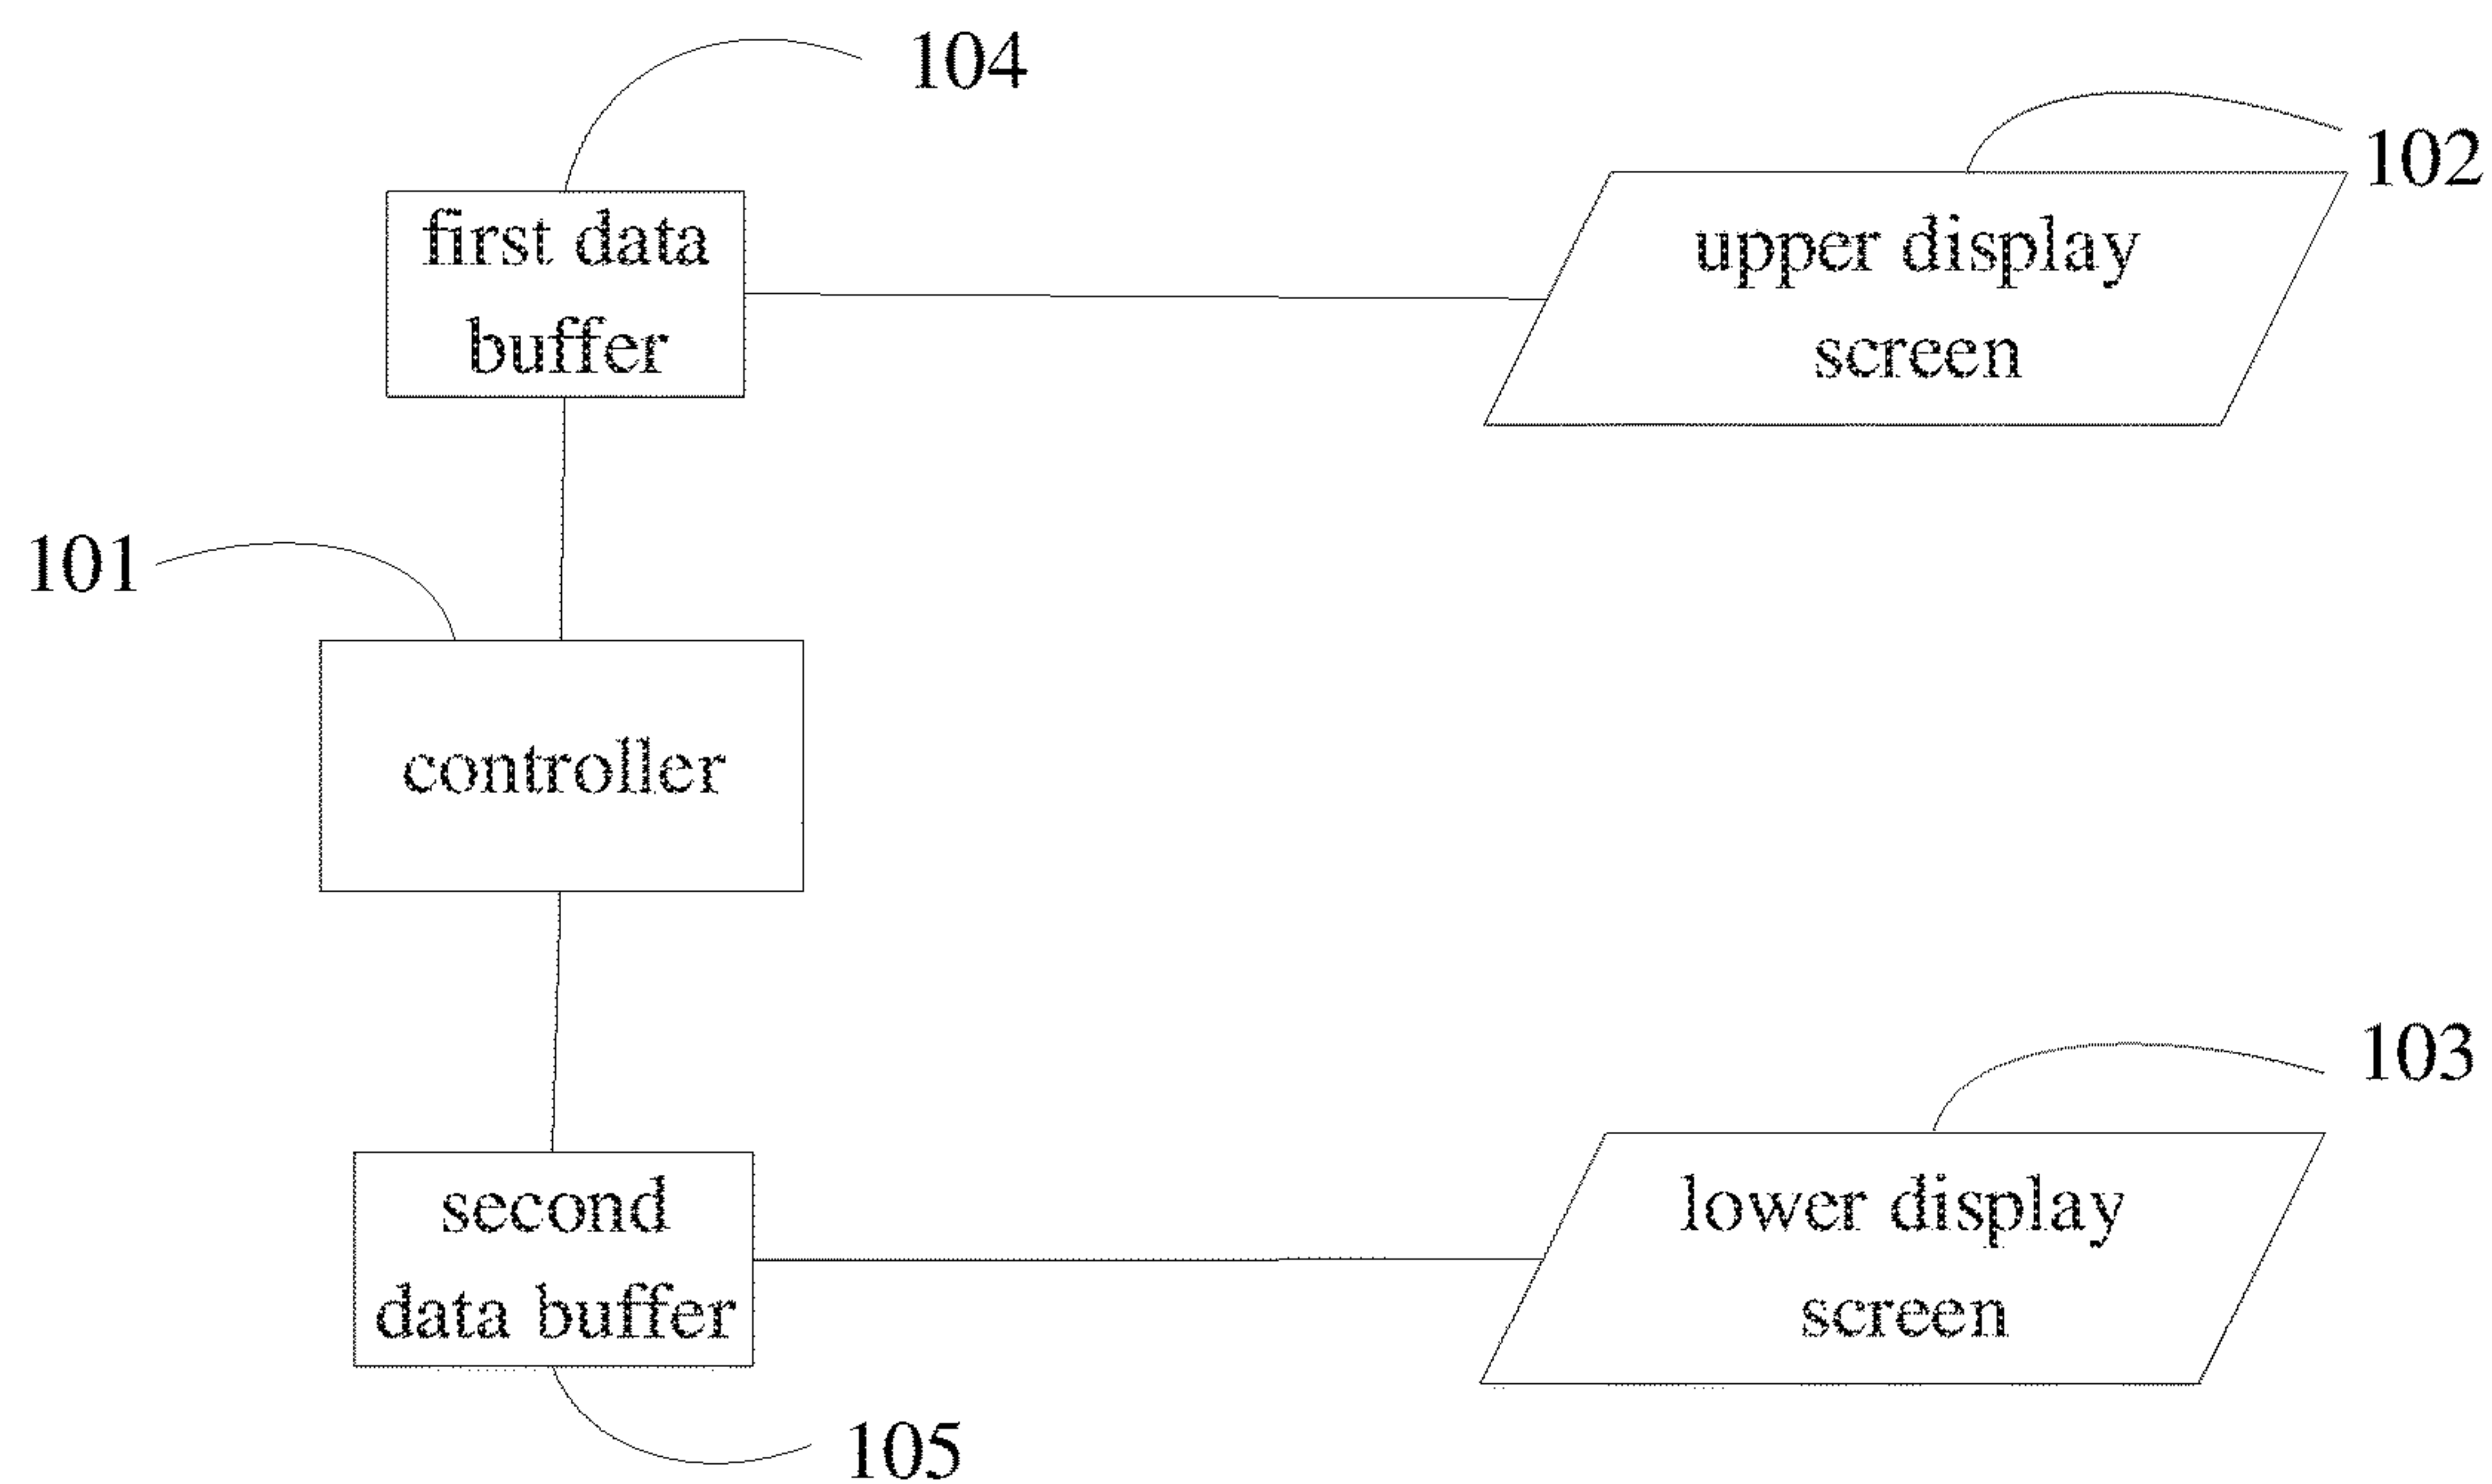 104
102
first data
buffer
upper display
screen
101
controller
103
second
data buffer
lower display
screen
105